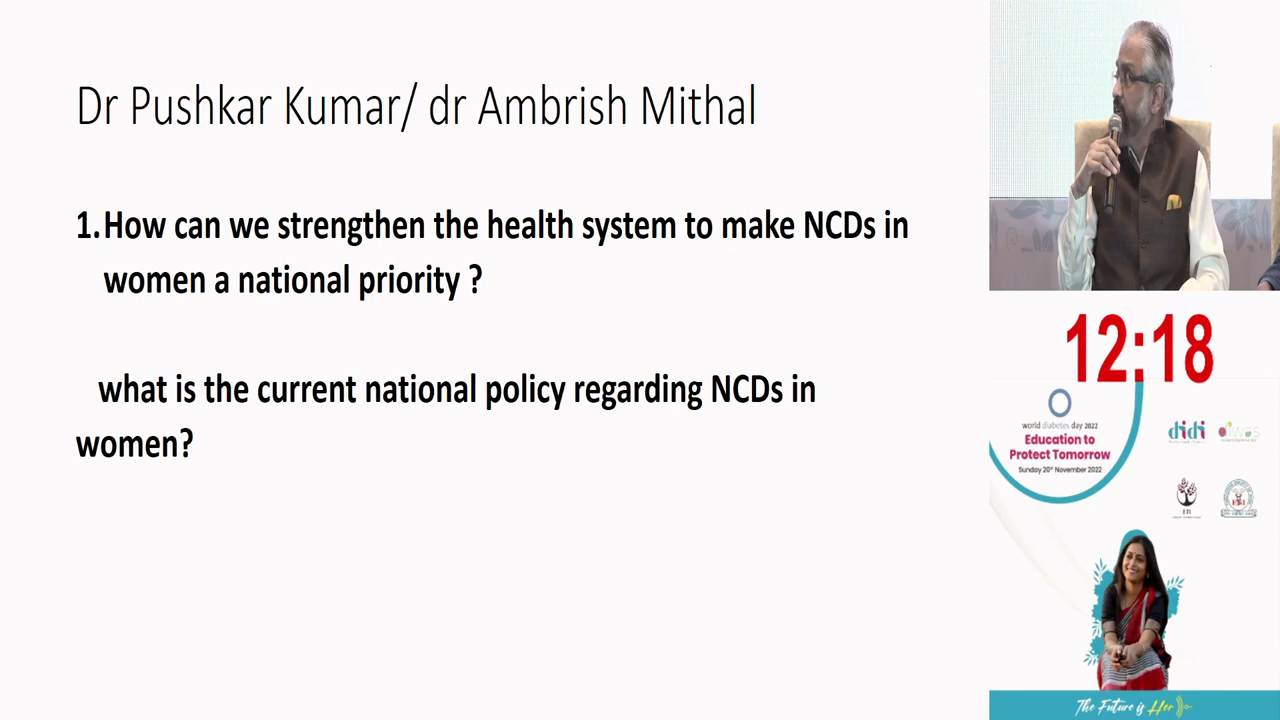 Dr Pushkar Kumar/ dr Ambrish Mithal
1.How can we strengthen the health system to make NCDs in
women a national priority ?
what is the current national policy regarding NCDs in
women?
12:18
world diabetes day 2022
Education to
Protect Tomorrow
Sunday 20th November 2022
didi
The Future is Her